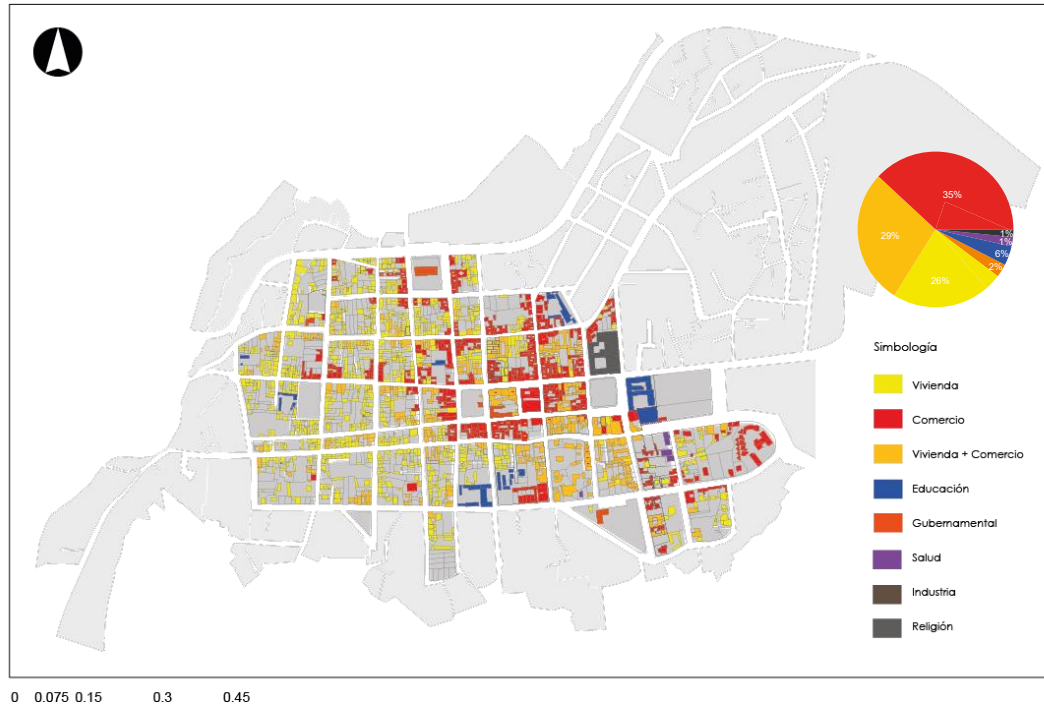 35%
29%
1%
1%
6%
2%
26%
Simbología
Vivienda
Comercio
Vivienda + Comercio
Educación
Gubernamental
Salud
Industria
Religión
0 0.075 0.15 0.3 0.45